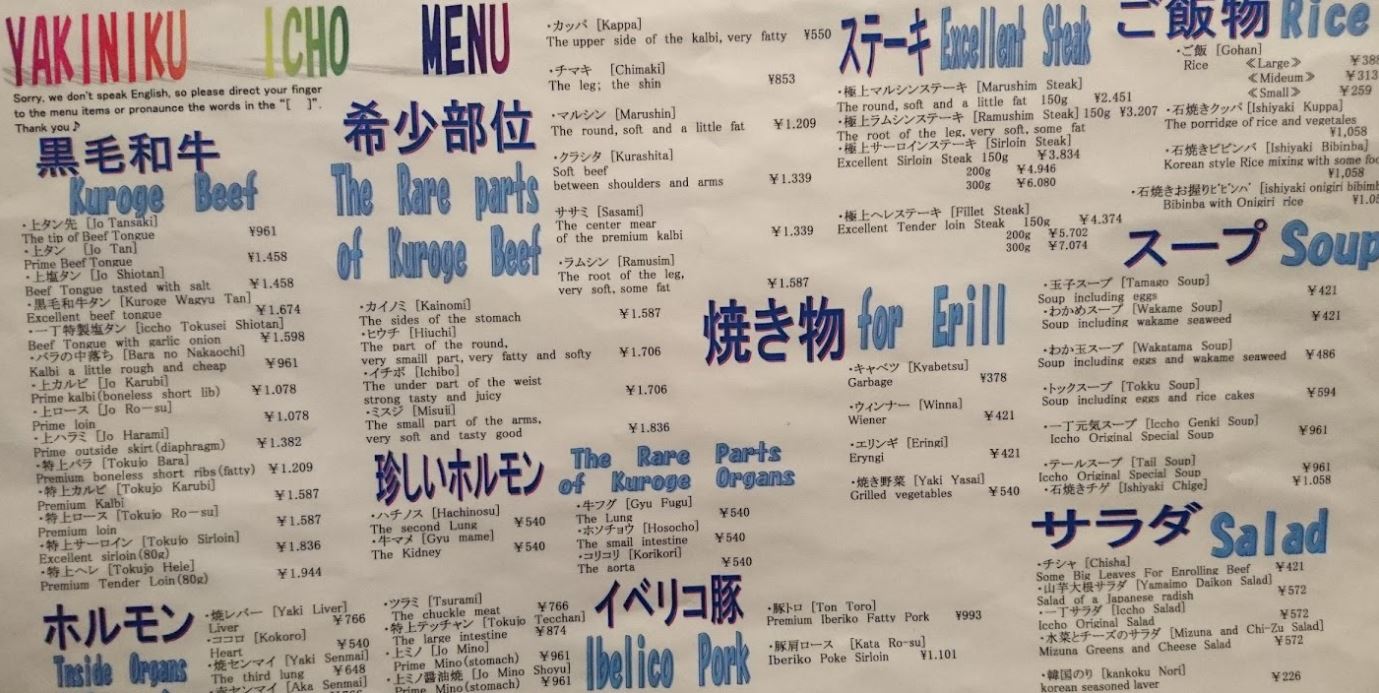 YAKINIKU ICHO MENU
Sorry, we don't speak English, so please direct your finger
to the menu items or pronaunce the words in the "[ ]".
Thank you♪
黒毛和牛
Kuroge Beef
・上タン先 [Jo Tansaki]
The tip of Beef Tongue ¥961
・上タン [Jo Tan]
Prime Beef Tongue ¥1.458
・上塩タン [Jo Shiotan]
Beef Tongue tasted with salt ¥1.458
・黒毛和牛タン [Kuroge Wagyu Tan]
Excellent beef tongue ¥1.674
・一丁特製塩タン [iccho Tokusei Shiotan]
Beef Tongue with garlic onion ¥1.598
・バラの中落ち [Bara no Nakaochi]
Kalbi a little rough and cheap ¥961
・上カルビ [Jo Karubi]
Prime kalbi(boneless short lib) ¥1.078
・上ロース [Jo Ro-su]
Prime loin ¥1.078
・上ハラミ [Jo Harami]
Prime outside skirt(diaphragm) ¥1.382
・特上バラ [Tokujo Bara]
Premium boneless short ribs(fatty) ¥1.209
・特上カルビ [Tokujo Karubi]
Premium Kalbi ¥1.587
・特上ロース [Tokujo Ro-su]
Premium loin ¥1.587
・特上サーロイン [Tokujo Sirloin]
Excellent sirloin(80g) ¥1.836
・特上ヘレ [Tokujo Heie]
Premium Tender Loin(80g) ¥1.944
希少部位
The Rare parts
of Kuroge Beef
・カイノミ [Kainomi]
The sides of the stomach ¥1.587
・ヒウチ [Hiuchi]
The part of the round,
very smaill part, very fatty and softy ¥1.706
・イチボ [Ichibo]
The under part of the weist
strong tasty and juicy ¥1.706
・ミスジ [Misuji]
The small part of the arms,
very soft and tasty good ¥1.836
・カッパ [Kappa]
The upper side of the kalbi, very fatty ¥550
・チマキ [Chimaki]
The leg; the shin ¥853
・マルシン [Marushin]
The round, soft and a little fat ¥1.209
・クラシタ [Kurashita]
Soft beef
between shoulders and arms ¥1.339
ササミ [Sasami]
The center mear
of the premium kalbi ¥1.339
・ラムシン [Ramusim]
The root of the leg,
very soft, some fat ¥1.587
珍しいホルモン
The Rare Parts
of Kuroge Organs
・ハチノス [Hachinosu]
The second Lung ¥540
・牛マメ [Gyu mame]
The Kidney ¥540
・牛フグ [Gyu Fugu]
The Lung ¥540
・ホソチョウ [Hosocho]
The small intestine ¥540
・コリコリ [Korikori]
The aorta ¥540
ホルモン
Inside Organs
・焼レバー [Yaki Liver]
Liver ¥766
・ココロ [Kokoro]
Heart ¥540
・焼センマイ [Yaki Senmai]
The third lung ¥648
・赤センマイ [Aka Senmai]
・ツラミ [Tsurami]
The chuckle meat ¥766
・特上テッチャン [Tokujo Tecchan]
The large intestine ¥874
・上ミノ [Jo Mino]
Prime Mino(stomach) ¥961
・上ミノ醤油焼 [Jo Mino Shoyu]
Prime Mino(stomach) ¥961
イベリコ豚
Ibelico Pork
・豚トロ [Ton Toro]
Premium Iberiko Fatty Pork ¥993
・豚肩ロース [Kata Ro-su]
Iberiko Poke Sirloin ¥1.101
ステーキ Excellent Steak
・極上マルシンステーキ [Marushim Steak]
The round, soft and a little fat 150g ¥2.451
・極上ラムシンステーキ [Ramushim Steak] 150g ¥3.207
The root of the leg, very soft, some fat
・極上サーロインステーキ [Sirloin Steak]
Excellent Sirloin Steak 150g ¥3.834
200g ¥4.946
300g ¥6.080
・極上ヘレステーキ [Fillet Steak]
Excellent Tender loin Steak 150g ¥4.374
200g ¥5.702
300g ¥7.074
焼き物 for Erill
・キャベツ [Kyabetsu]
Garbage ¥378
・ウィンナー [Winna]
Wiener ¥421
・エリンギ [Eringi]
Eryngi ¥421
・焼き野菜 [Yaki Yasai]
Grilled vegetables ¥540
ご飯物 Rice
・ご飯 [Gohan]
Rice ≪Large≫
≪Mideum≫ ¥313
≪Small≫ ¥259
・石焼きクッパ [Ishiyaki Kuppa]
The porridge of rice and vegetales
¥1,058
・石焼きビビンバ [Ishiyaki Bibinba]
Korean style Rice mixing with some
¥1,058
・石焼きお握りビビンバ [ishiyaki onigiri
Bibinba with Onigiri rice
スープ Soup
・玉子スープ [Tamago Soup]
Soup including eggs ¥421
・わかめスープ [Wakame Soup]
Soup including wakame seaweed ¥421
・わか玉スープ [Wakatama Soup]
Soup including eggs and wakame seaweed ¥486
・トックスープ [Tokku Soup]
Soup including eggs and rice cakes ¥594
・一丁元気スープ [Iccho Genki Soup]
Iccho Original Special Soup ¥961
・テールスープ [Tail Soup]
Iccho Original Special Soup ¥961
・石焼きチゲ [Ishiyaki Chige] ¥1.058
サラダ Salad
・チシャ [Chisha]
Some Big Leaves For Enrolling Beef ¥421
・山芋大根サラダ [Yamaimo Daikon Salad]
Salad of a Japanese radish ¥572
・一丁サラダ [Iccho Salad]
Iccho Original Salad ¥572
・水菜とチーズのサラダ [Mizuna and Chi-Zu Salad]
Mizuna Greens and Cheese Salad ¥572
・韓国のり [kankoku Nori]
korean seasoned laver ¥226